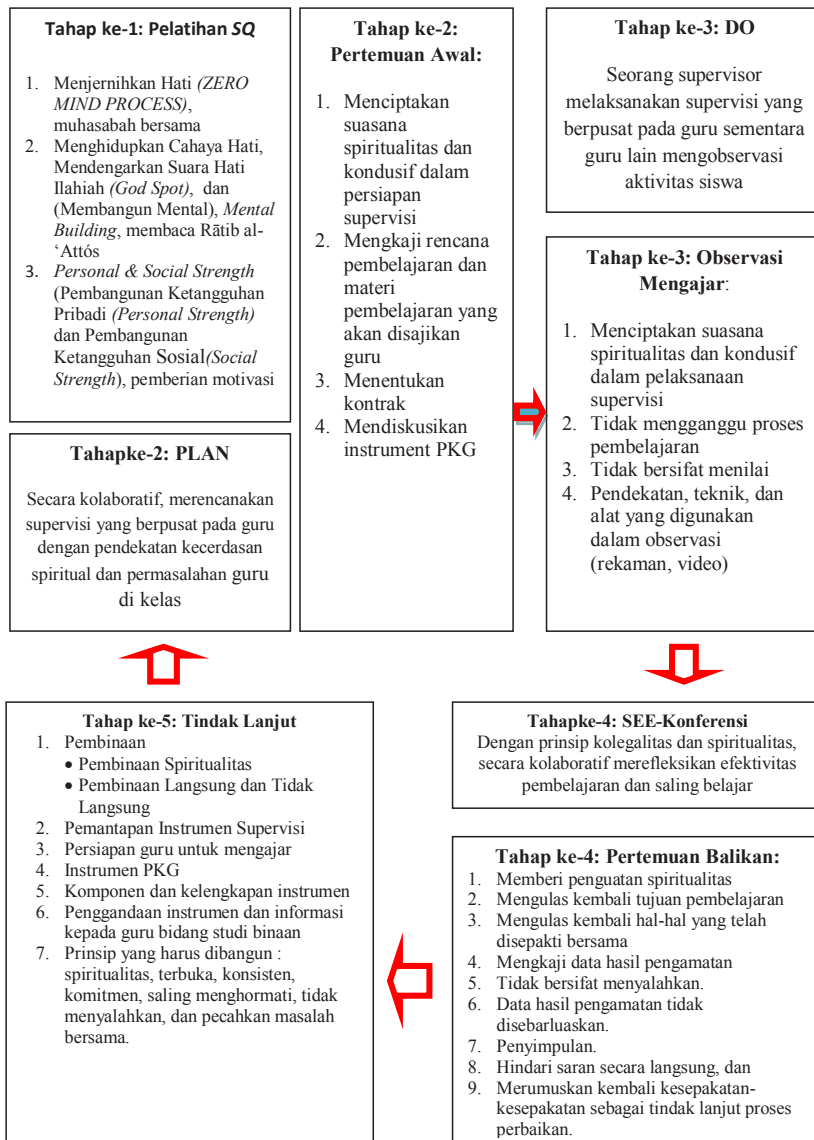 Tahap ke-1: Pelatihan SQ
1. Menjernihkan Hati (ZERO
MIND PROCESS),
muhasabah bersama
2. Menghidupkan Cahaya Hati,
Mendengarkan Suara Hati
Ilahiah (God Spot), dan
(Membangun Mental), Mental
Building, membaca Rātib al-
‘Attós
3. Personal & Social Strength
(Pembangunan Ketangguhan
Pribadi (Personal Strength)
dan Pembangunan
Ketangguhan Sosial(Social
Strength), pemberian motivasi
Tahapke-2: PLAN
Secara kolaboratif, merencanakan
supervisi yang berpusat pada guru
dengan pendekatan kecerdasan
spiritual dan permasalahan guru
di kelas
Tahap ke-2:
Pertemuan Awal:
1. Menciptakan
suasana
spiritualitas dan
kondusif dalam
persiapan
supervisi
2. Mengkaji rencana
pembelajaran dan
materi
pembelajaran yang
akan disajikan
guru
3. Menentukan
kontrak
4. Mendiskusikan
instrument PKG
Tahap ke-3: DO
Seorang supervisor
melaksanakan supervisi yang
berpusat pada guru sementara
guru lain mengobservasi
aktivitas siswa
Tahap ke-3: Observasi
Mengajar:
1. Menciptakan suasana
spiritualitas dan kondusif
dalam pelaksanaan
supervisi
2. Tidak mengganggu proses
pembelajaran
3. Tidak bersifat menilai
4. Pendekatan, teknik, dan
alat yang digunakan
dalam observasi
(rekaman, video)
Tahapke-4: SEE-Konferensi
Dengan prinsip kolegalitas dan spiritualitas,
secara kolaboratif merefleksikan efektivitas
pembelajaran dan saling belajar
Tahap ke-4: Pertemuan Balikan:
1. Memberi penguatan spiritualitas
2. Mengulas kembali tujuan pembelajaran
3. Mengulas kembali hal-hal yang telah
disepakti bersama
4. Mengkaji data hasil pengamatan
5. Tidak bersifat menyalahkan.
6. Data hasil pengamatan tidak
disebarluaskan.
7. Penyimpulan.
8. Hindari saran secara langsung, dan
9. Merumuskan kembali kesepakatan-
kesepakatan sebagai tindak lanjut proses
perbaikan.
Tahap ke-5: Tindak Lanjut
1. Pembinaan
• Pembinaan Spiritualitas
• Pembinaan Langsung dan Tidak
Langsung
2. Pemantapan Instrumen Supervisi
3. Persiapan guru untuk mengajar
4. Instrumen PKG
5. Komponen dan kelengkapan instrumen
6. Penggandaan instrumen dan informasi
kepada guru bidang studi binaan
7. Prinsip yang harus dibangun :
spiritualitas, terbuka, konsisten,
komitmen, saling menghormati, tidak
menyalahkan, dan pecahkan masalah
bersama.